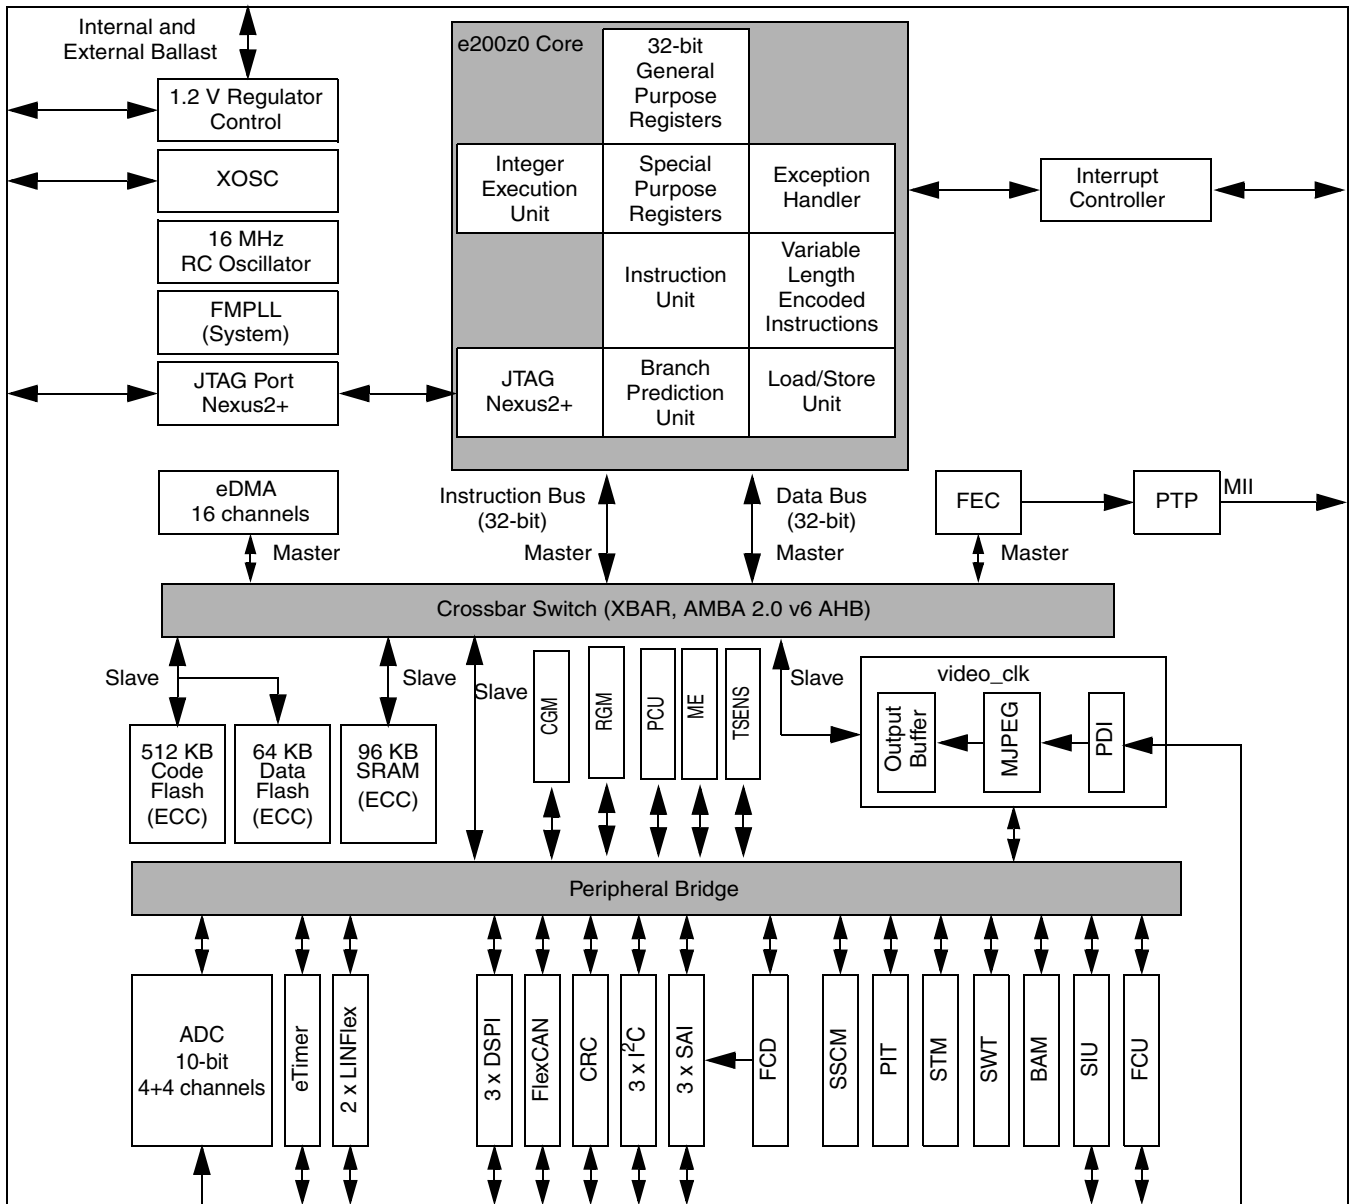 Internal and
External Ballast
1.2 V Regulator
Control
XOSC
16 MHz
RC Oscillator
FMPLL
(System)
JTAG Port
Nexus2+
e200z0 Core
32-bit
General
Purpose
Registers
Integer
Execution
Unit
Special
Purpose
Registers
Exception
Handler
Instruction
Unit
Variable
Length
Encoded
Instructions
JTAG
Nexus2+
Branch
Prediction
Unit
Load/Store
Unit
Interrupt
Controller
eDMA
16 channels
Master
Instruction Bus
(32-bit)
Master
Data Bus
(32-bit)
Master
FEC
Master
PTP
MII
Crossbar Switch (XBAR, AMBA 2.0 v6 AHB)
Slave
Slave
Slave
Slave
512 KB
Code
Flash
(ECC)
64 KB
Data
Flash
(ECC)
96 KB
SRAM
(ECC)
CGM
RGM
PCU
ME
TSENS
video_clk
Output
Buffer
MJPEG
PDI
Peripheral Bridge
ADC
10-bit
4+4 channels
eTimer
2 x LINFlex
3 x DSPI
FlexCAN
CRC
3 x I²C
3 x SAI
FCD
SSCM
PIT
STM
SWT
BAM
SIU
FCU